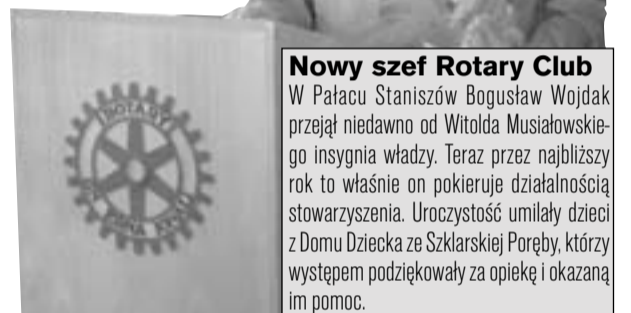 ROTARY
Nowy szef Rotary Club
W Pałacu Staniszów Bogusław Wojdak
przejął niedawno od Witolda Musiałowskie-
go insygnia władzy. Teraz przez najbliższy
rok to właśnie on pokieruje działalnością
stowarzyszenia. Uroczystość umilały dzieci
z Domu Dziecka ze Szklarskiej Poręby, którzy
występem podziękowały za opiekę i okazaną
im pomoc.